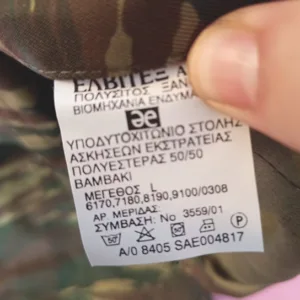 ΕΛΒΙΤΕΞ Α
ΠΟΛΥΣΙΤΟΣ ΞΑΝ
ΒΙΟΜΗΧΑΝΙΑ ΕΝΔΥΜΑ
ΥΠΟΔΥΤΟΧΙΤΩΝΙΟ ΣΤΟΛΗΣ
ΑΣΚΗΣΕΩΝ ΕΚΣΤΡΑΤΕΙΑΣ
ΠΟΛΥΕΣΤΕΡΑΣ 50/50
ΒΑΜΒΑΚΙ
ΜΕΓΕΘΟΣ L
6170,7180,8190,9100/0308
ΑΡ. ΜΕΡΙΔΑΣ:
ΣΥΜΒΑΣΗ: No 3559/01
P
A/0 8405 SAE004817